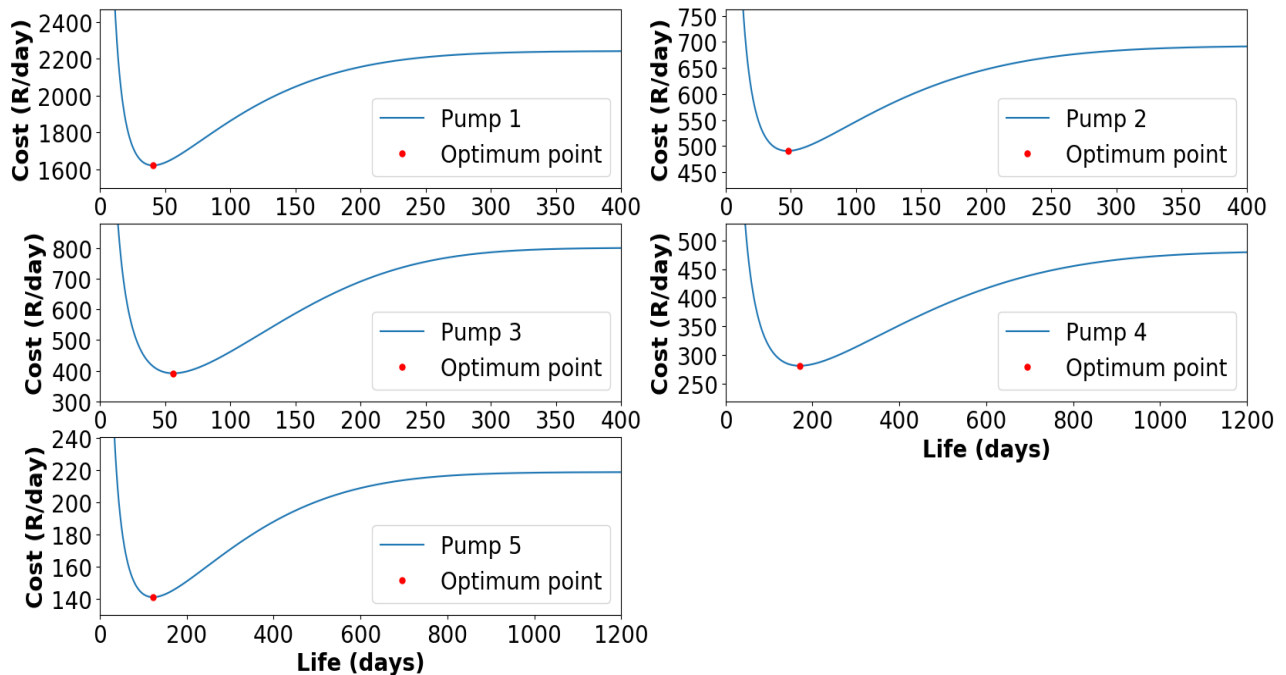 Cost (R/day)
2400
2200
2000
1800
1600
0 50 100 150 200 250 300 350 400
Pump 1
Optimum point
Cost (R/day)
750
700
650
600
550
500
450
0 50 100 150 200 250 300 350 400
Pump 2
Optimum point
Cost (R/day)
800
700
600
500
400
300
0 50 100 150 200 250 300 350 400
Pump 3
Optimum point
Cost (R/day)
500
450
400
350
300
250
0 200 400 600 800 1000 1200
Life (days)
Pump 4
Optimum point
Cost (R/day)
240
220
200
180
160
140
0 200 400 600 800 1000 1200
Life (days)
Pump 5
Optimum point